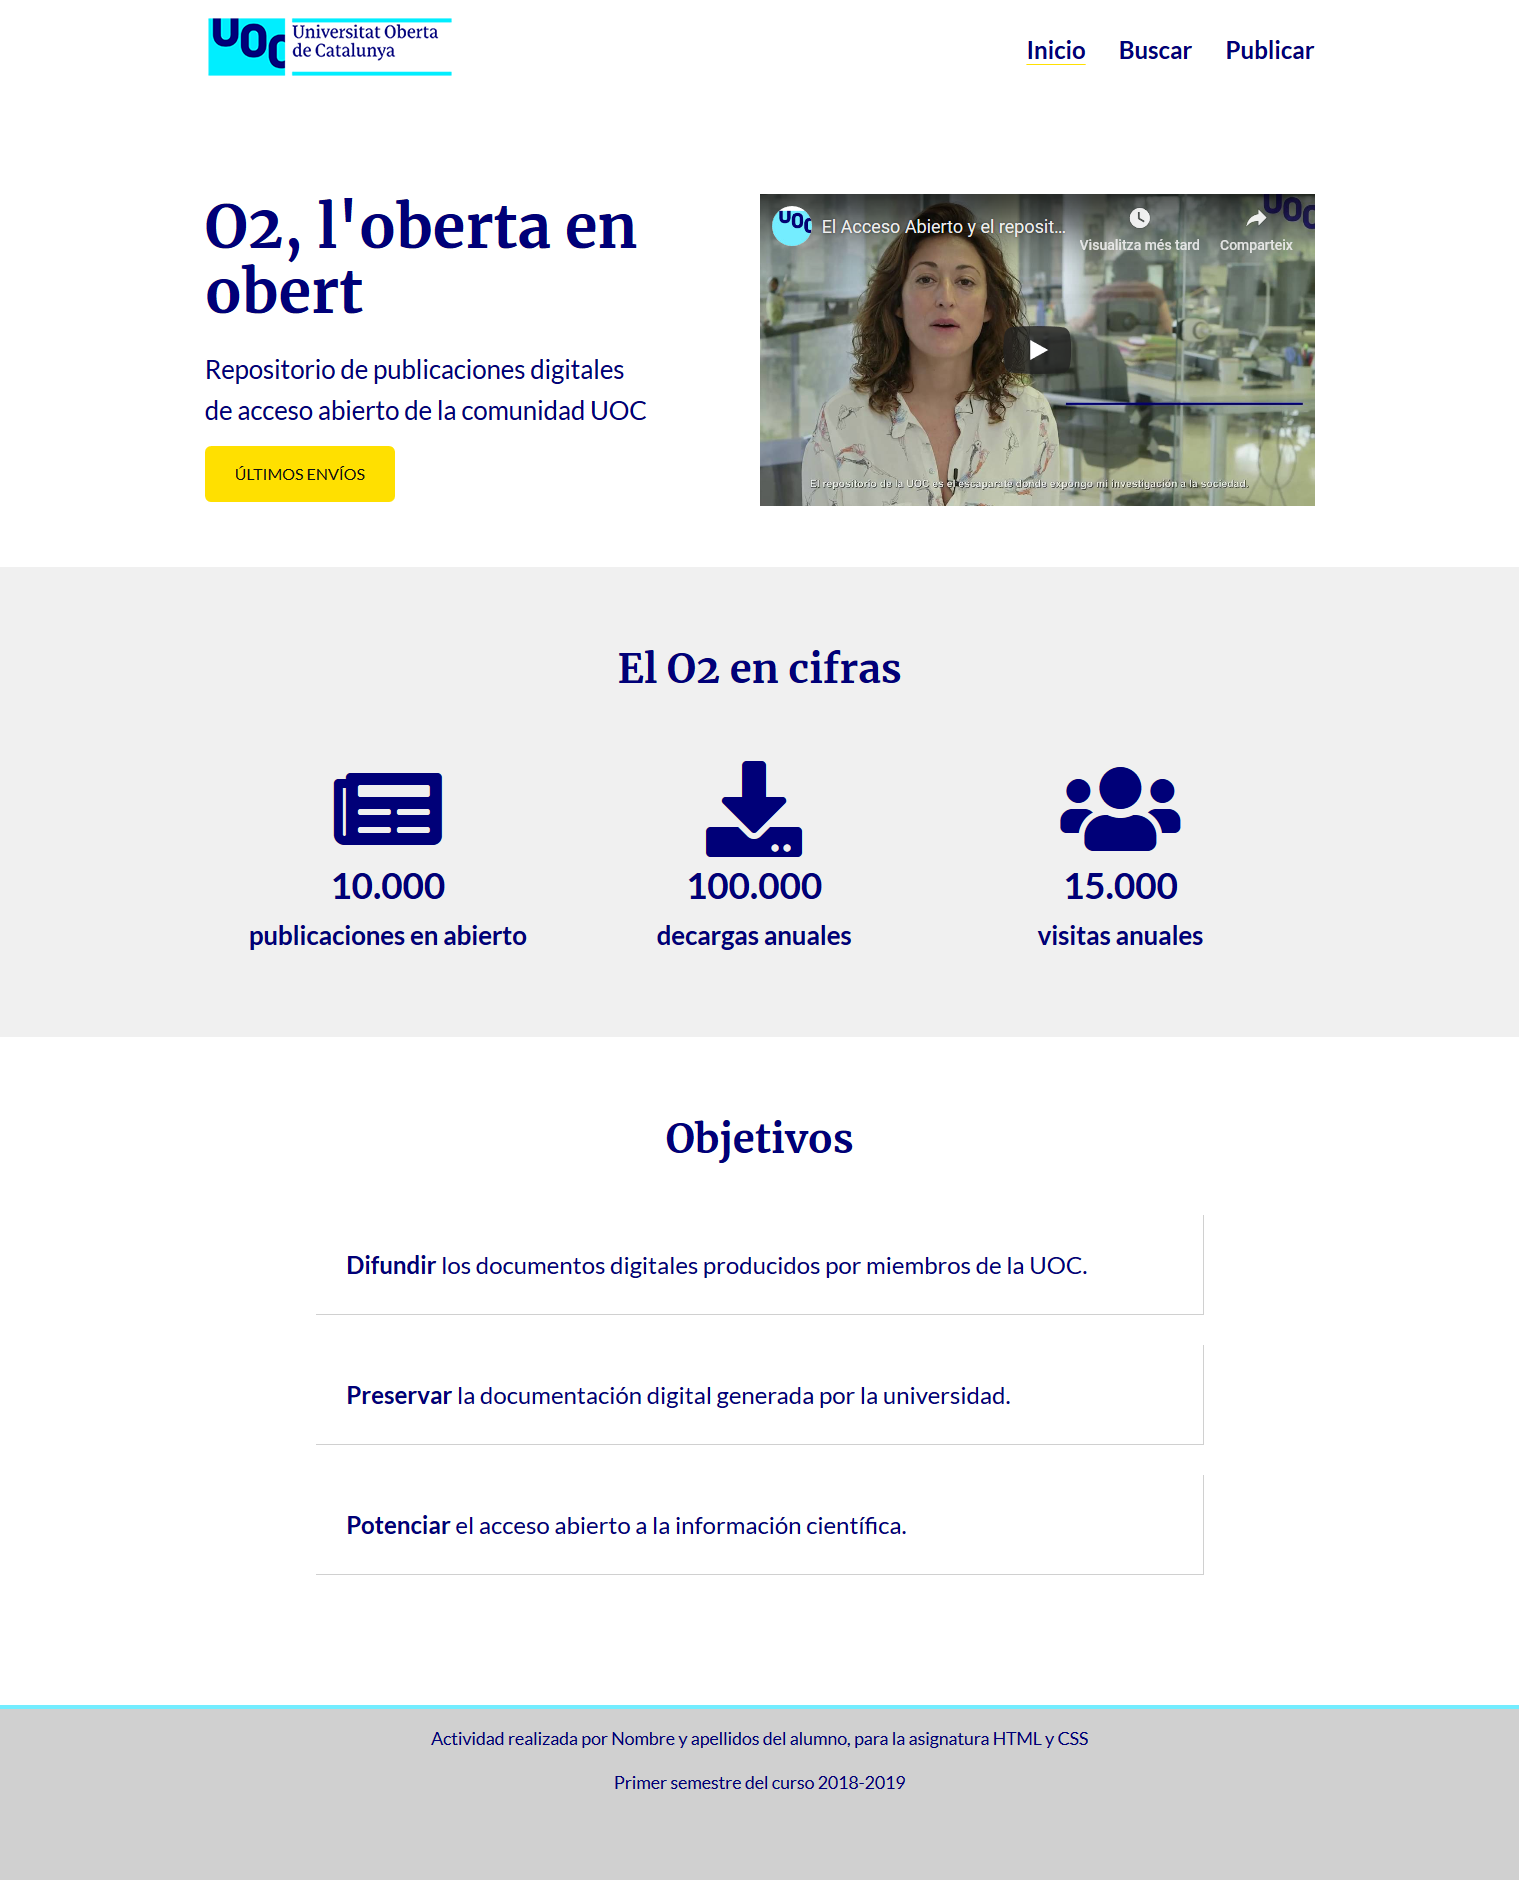 UOC Universitat Oberta
de Catalunya
Inicio Buscar Publicar
O2, l'oberta en
obert
Repositorio de publicaciones digitales
de acceso abierto de la comunidad UOC
ÚLTIMOS ENVÍOS
UOC El Acceso Abierto y el reposit... Visualitza més tard Comparteix UOC
El repositorio de la UOC es el escaparate donde expongo mi investigación a la sociedad.
El O2 en cifras
10.000
publicaciones en abierto
100.000
decargas anuales
15.000
visitas anuales
Objetivos
Difundir los documentos digitales producidos por miembros de la UOC.
Preservar la documentación digital generada por la universidad.
Potenciar el acceso abierto a la información científica.
Actividad realizada por Nombre y apellidos del alumno, para la asignatura HTML y CSS
Primer semestre del curso 2018-2019